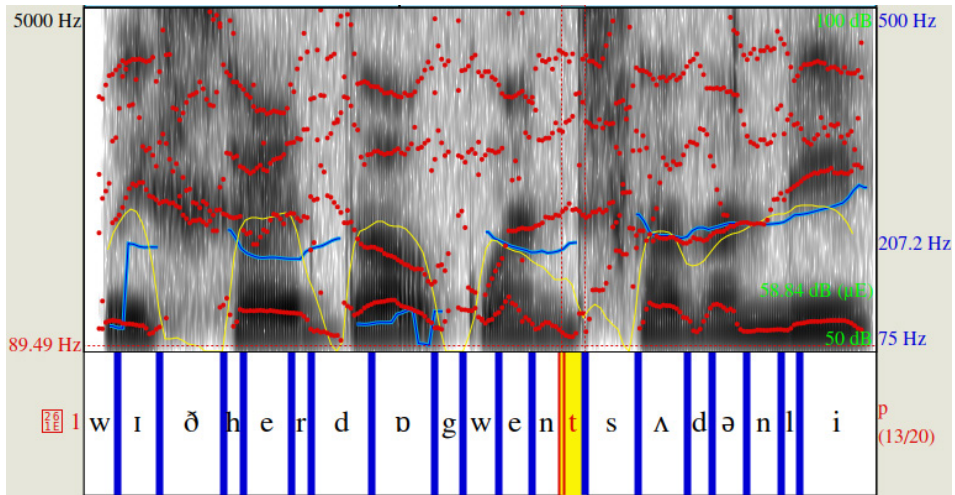 5000 Hz 100 dB 500 Hz
207.2 Hz
58.84 dB (µE)
89.49 Hz 50 dB 75 Hz
261E 1 w ɪ ð h e r d ɒ g w e n t s ʌ d ə n l i p
(13/20)